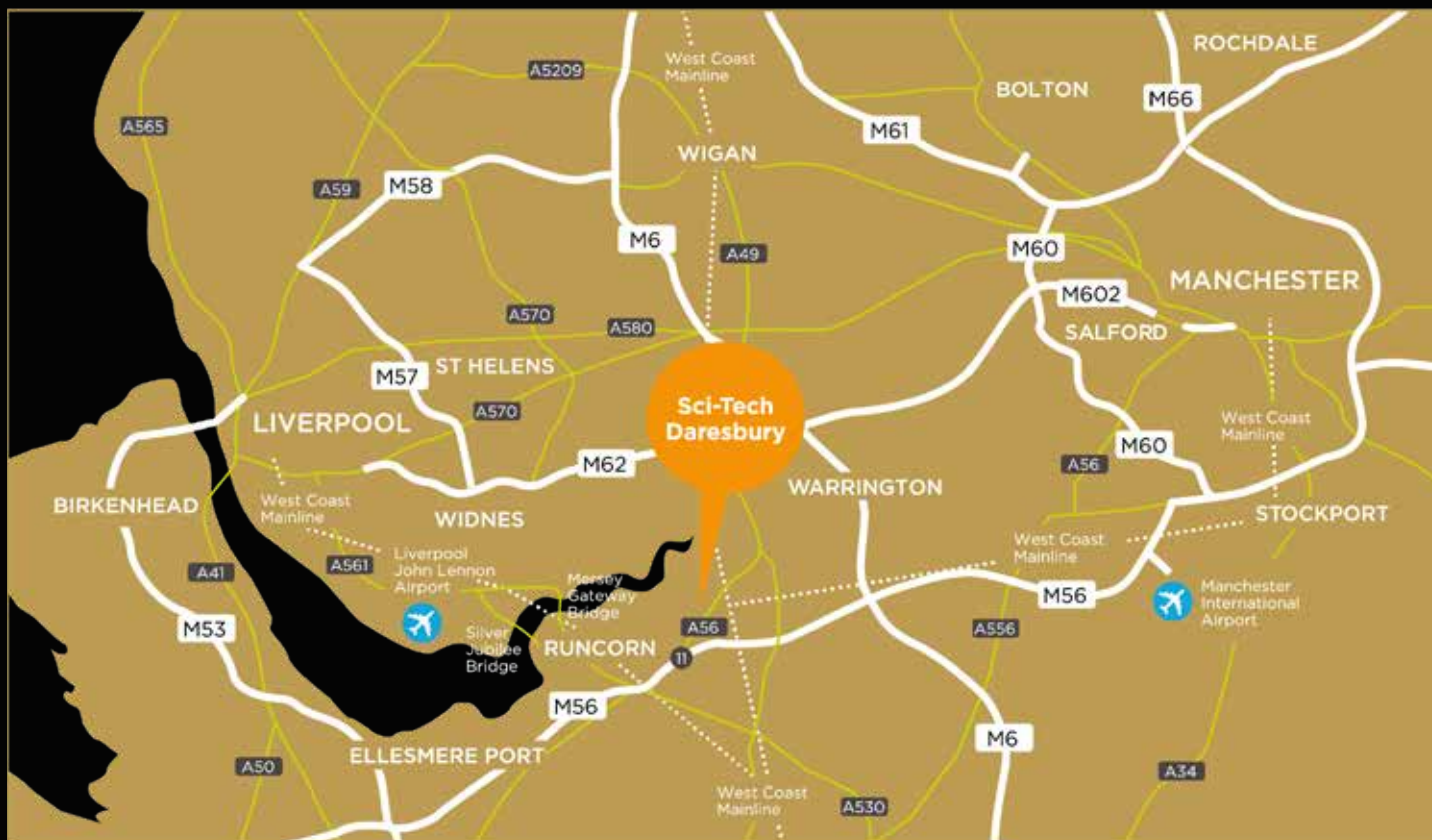 ROCHDALE
West Coast
Mainline
A5209
BOLTON
M66
A565
M61
WIGAN
A59
M58
M6
A49
M60
MANCHESTER
M602
A570
A580
SALFORD
ST HELENS
M57
Sci-Tech
Daresbury
A570
LIVERPOOL
West Coast
Mainline
M60
M62
A56
WARRINGTON
BIRKENHEAD
West Coast
Mainline
WIDNES
STOCKPORT
West Coast
Mainline
A41
A561
Liverpool
John Lennon
Airport
Mersey
Gateway
Bridge
M56
Manchester
International
Airport
M53
A56
A556
Silver
Jubilee
Bridge
RUNCORN
11
M56
M6
ELLESMERE PORT
A50
A34
West Coast
Mainline
A530